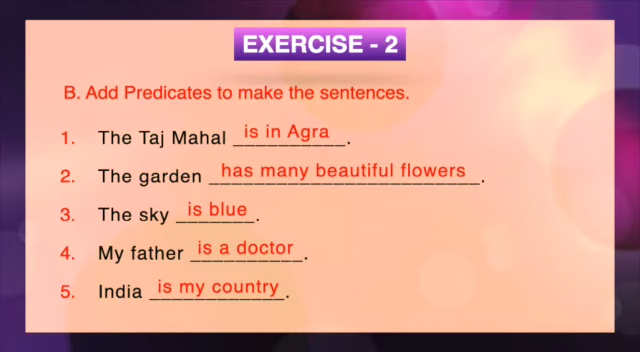 EXERCISE - 2
B. Add Predicates to make the sentences.
1. The Taj Mahal is in Agra.
2. The garden has many beautiful flowers.
3. The sky is blue.
4. My father is a doctor.
5. India is my country.